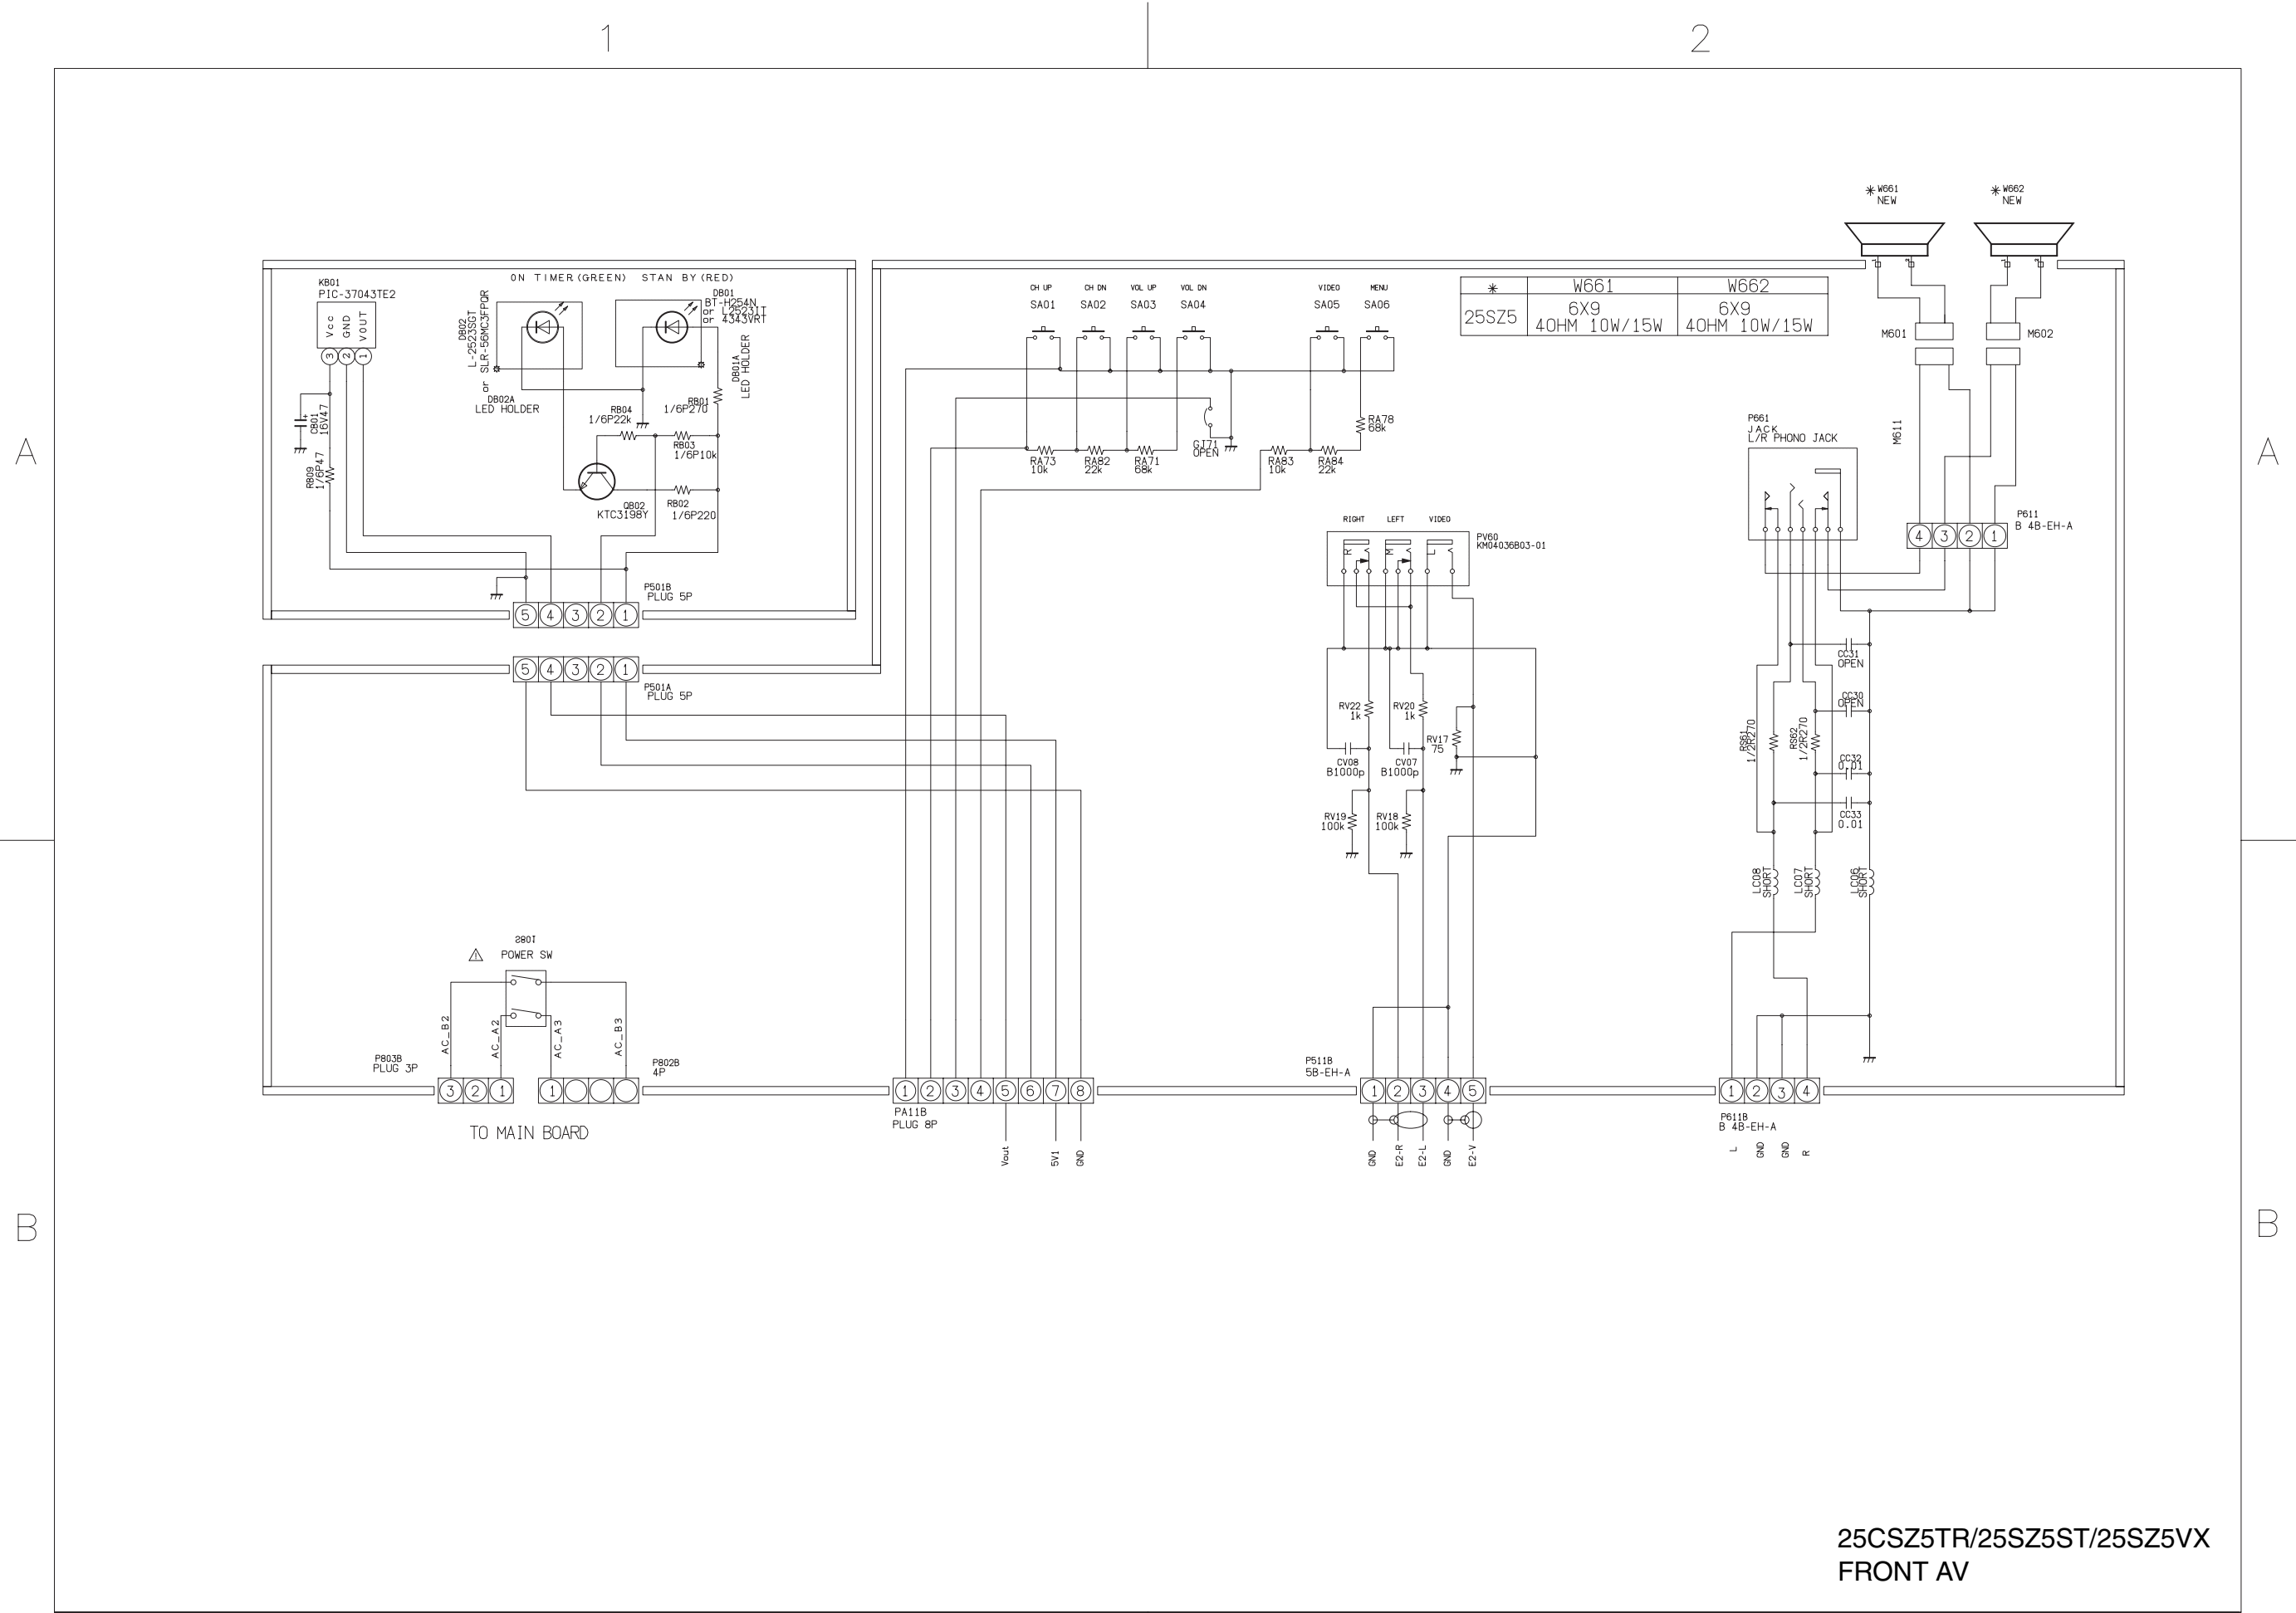 1
2
A
A
B
B
W661
NEW
W662
NEW
ON TIMER(GREEN) STAN BY(RED)
KB01
PIC-37043TE2
Vcc
GND
VOUT
3
2
1
DB02
L-2523SGT
or SLR-56MC3FPQR
DB02A
LED HOLDER
DB01
BT-H254N
or L2523IT
or 4343VRT
DB01A
LED HOLDER
CB01
16V47
RB09
1/6P47
RB04
1/6P22k
RB01
1/6P270
RB03
1/6P10k
QB02
KTC3198Y
RB02
1/6P220
P501B
PLUG 5P
5 4 3 2 1
5 4 3 2 1
P501A
PLUG 5P
CH UP
SA01
CH DN
SA02
VOL UP
SA03
VOL DN
SA04
VIDEO
SA05
MENU
SA06
RA73
10k
RA82
22k
RA71
68k
GJ71
OPEN
RA83
10k
RA84
22k
RA78
68k
* W661 W662
25SZ5 6X9 6X9
4OHM 10W/15W 4OHM 10W/15W
M601
M602
M611
P661
JACK
L/R PHONO JACK
P611
B 4B-EH-A
4 3 2 1
RIGHT LEFT VIDEO
R
M
L
PV60
KM04036B03-01
RV22
1k
RV20
1k
RV17
75
CV08
B1000p
CV07
B1000p
RV19
100k
RV18
100k
CC31
OPEN
CC30
OPEN
RS61
1/2R270
RS62
1/2R270
CC32
0.01
CC33
0.01
LC08
SHORT
LC07
SHORT
LC06
SHORT
S801
POWER SW
AC_B2
AC_A2
AC_A3
AC_B3
P803B
PLUG 3P
P802B
4P
3 2 1
1
TO MAIN BOARD
1 2 3 4 5 6 7 8
PA11B
PLUG 8P
Vout
5V1
GND
P511B
5B-EH-A
1 2 3 4 5
GND
E2-R
E2-L
GND
E2-V
1 2 3 4
P611B
B 4B-EH-A
L
GND
GND
R
25CSZ5TR/25SZ5ST/25SZ5VX
FRONT AV